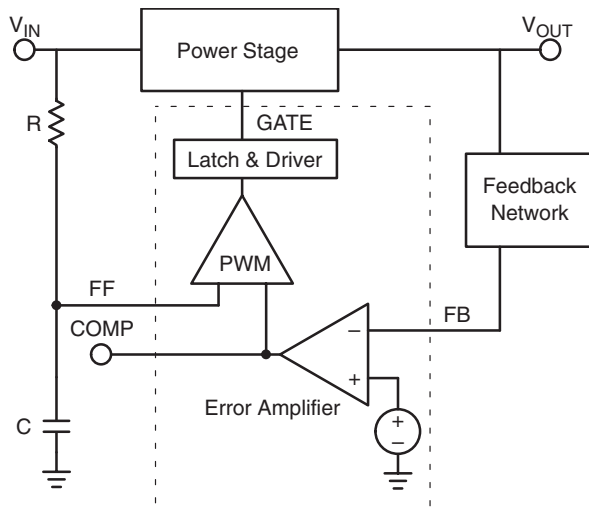 VIN
VOUT
Power Stage
R
GATE
Latch & Driver
Feedback
Network
PWM
FF
FB
COMP
−
+
Error Amplifier
+
−
C